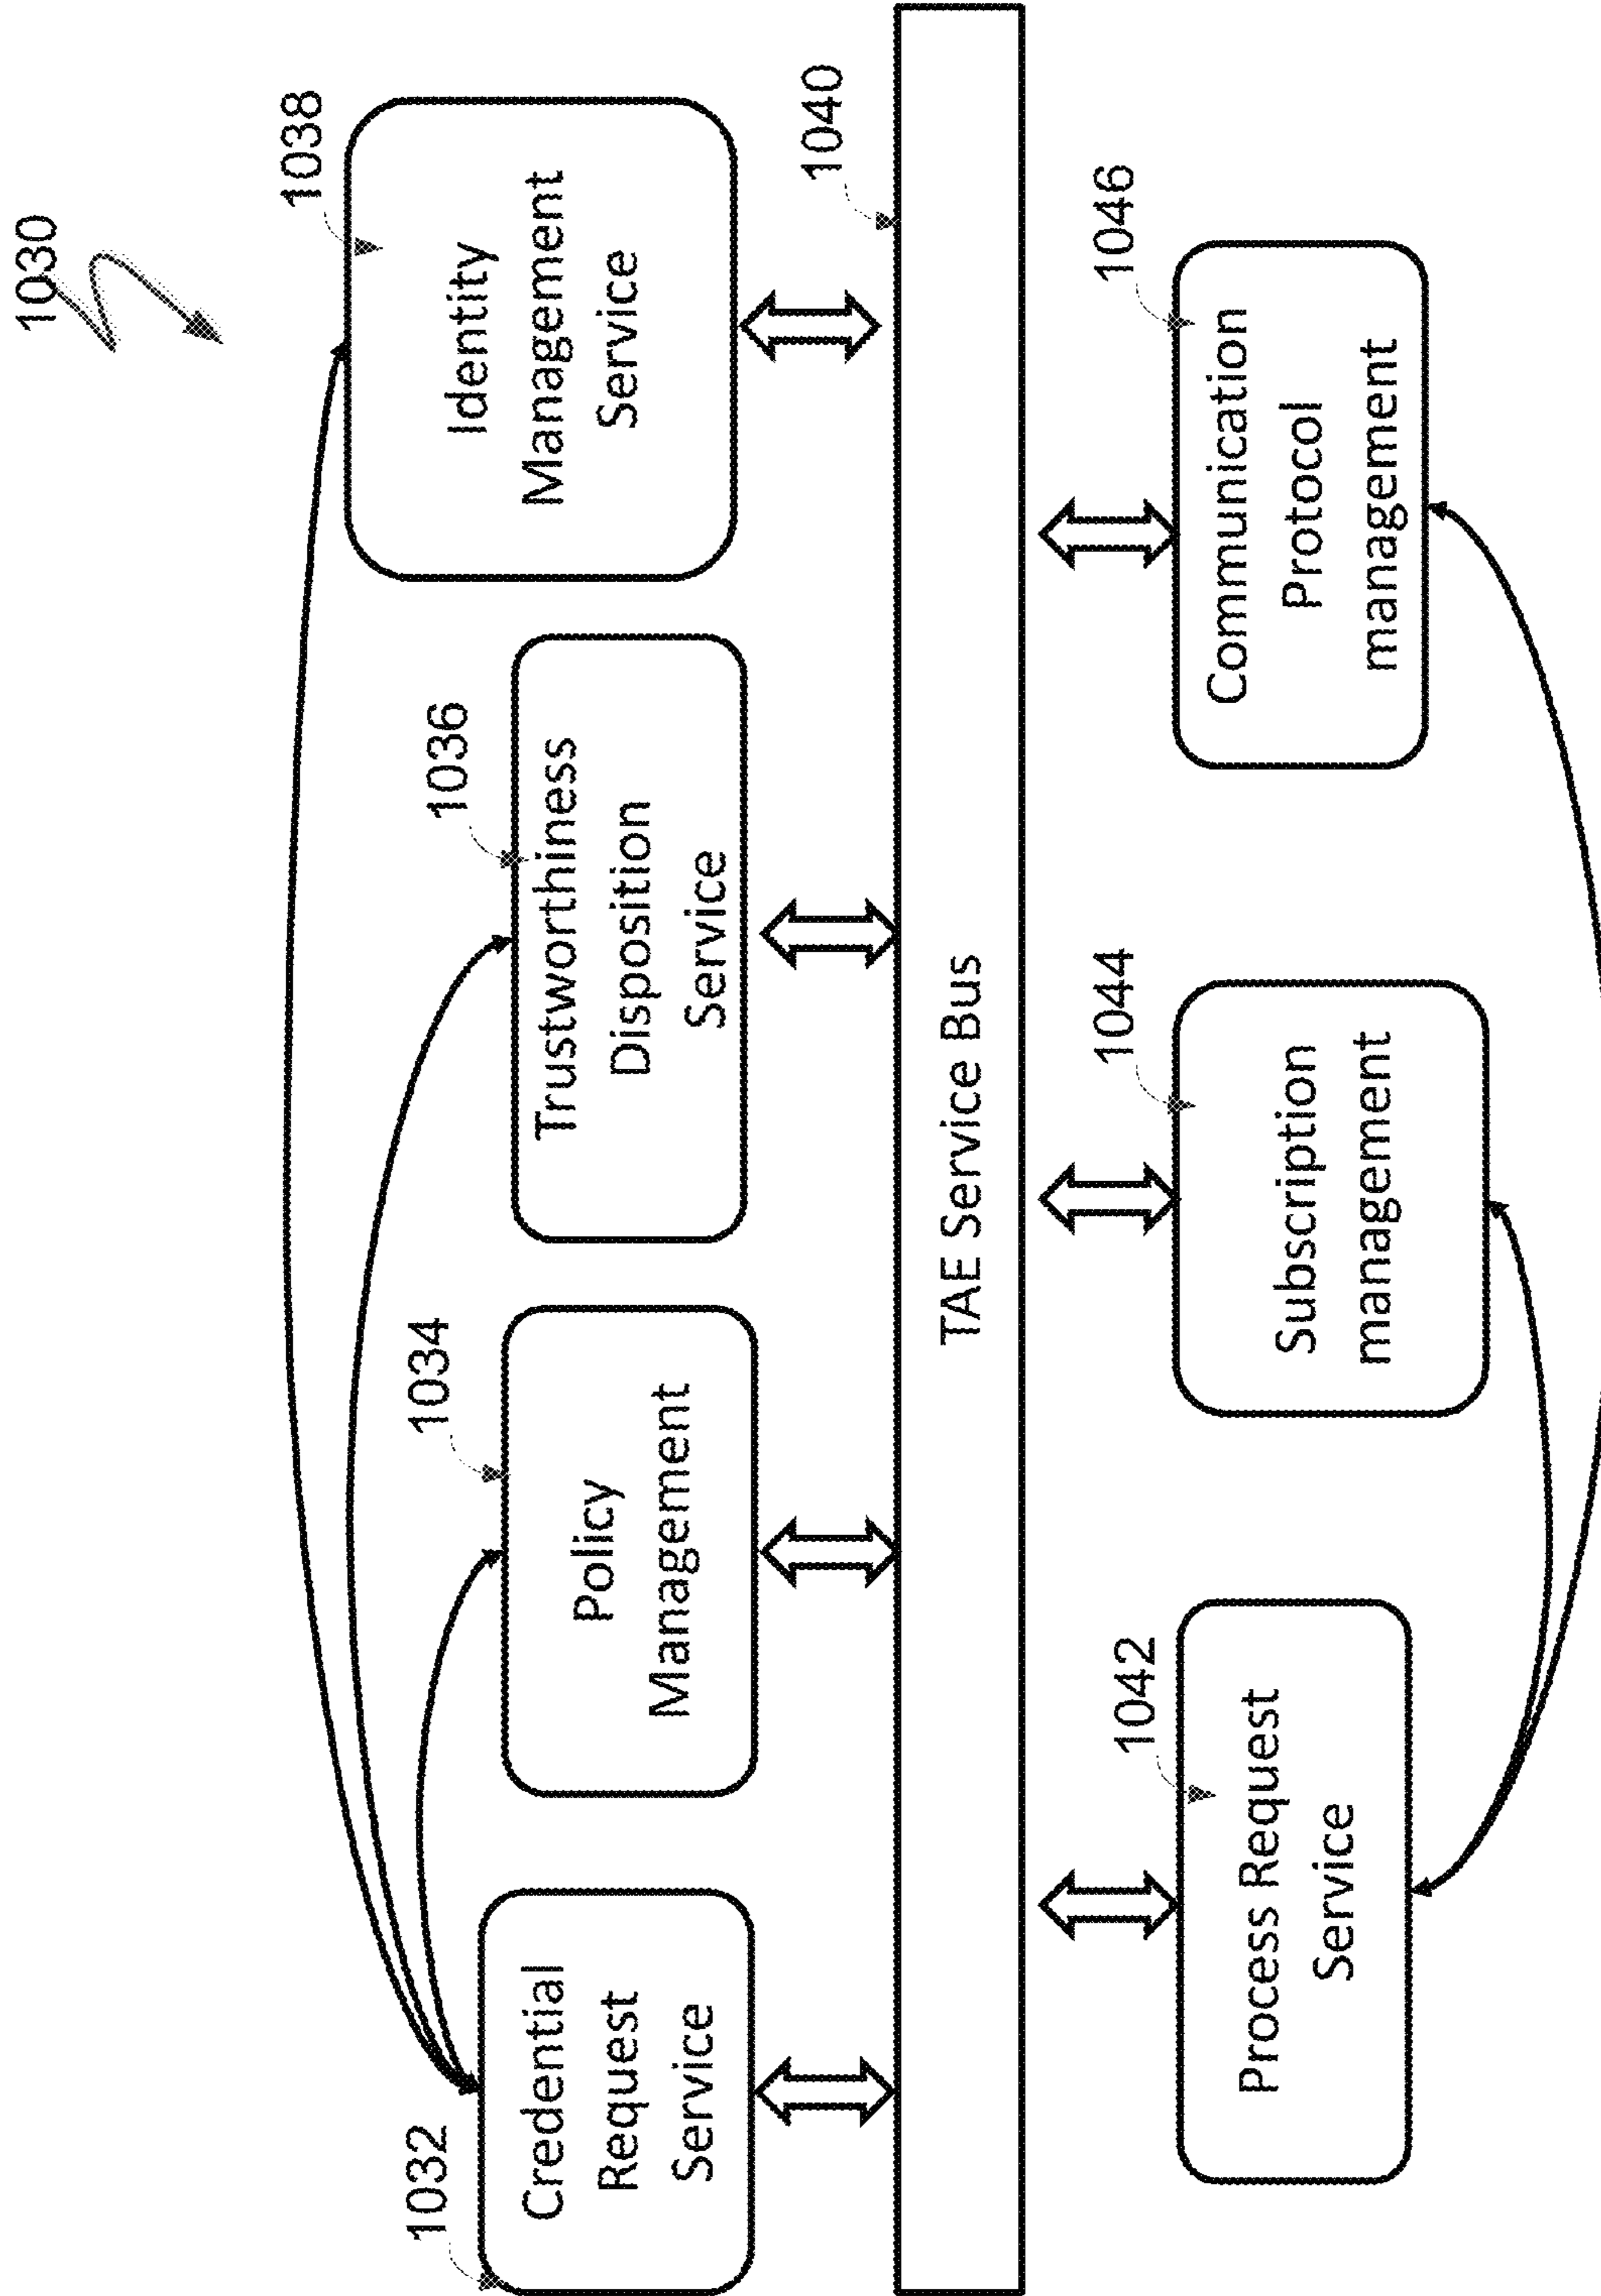 1030
1032
Credential
Request
Service
1034
Policy
Management
1036
Trustworthiness
Disposition
Service
1038
Identity
Management
Service
1040
TAE Service Bus
1042
Process Request
Service
1044
Subscription
management
1046
Communication
Protocol
management